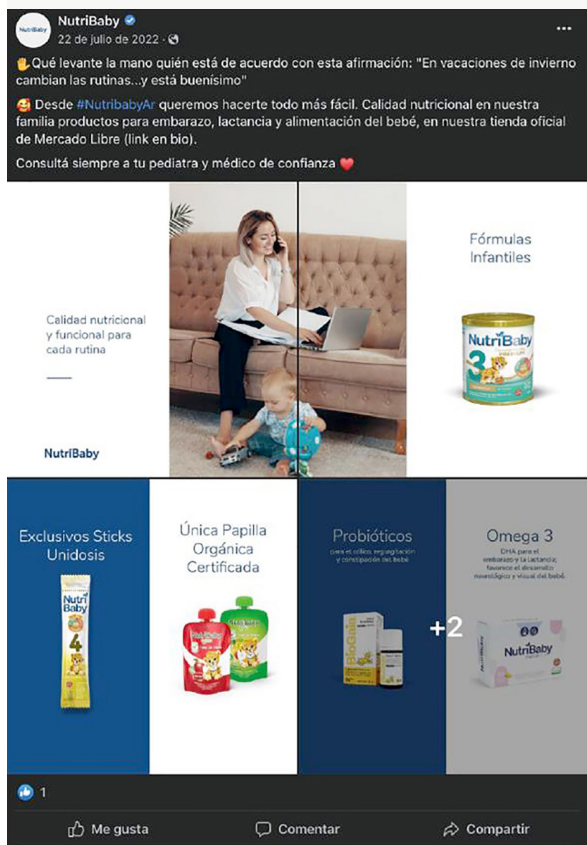 NutriBaby
NutriBaby
22 de julio de 2022 ·
🖐Qué levante la mano quién está de acuerdo con esta afirmación: "En vacaciones de invierno
cambian las rutinas...y está buenísimo"
🥰 Desde #NutribabyAr queremos hacerte todo más fácil. Calidad nutricional en nuestra
familia productos para embarazo, lactancia y alimentación del bebé, en nuestra tienda oficial
de Mercado Libre (link en bio).
Consultá siempre a tu pediatra y médico de confianza ❤️
Calidad nutricional
y funcional para
cada rutina
NutriBaby
Fórmulas
Infantiles
NutriBaby
3
Exclusivos Sticks
Unidosis
Nutri
Baby
4
Única Papilla
Orgánica
Certificada
NutriBaby
Probióticos
para el cólico, regurgitación
y constipación del bebé
BioGaia
+2
Omega 3
DHA para el
embarazo y la lactancia;
favorece el desarrollo
neurológico y visual del bebé.
NutriBaby
1
Me gusta
Comentar
Compartir